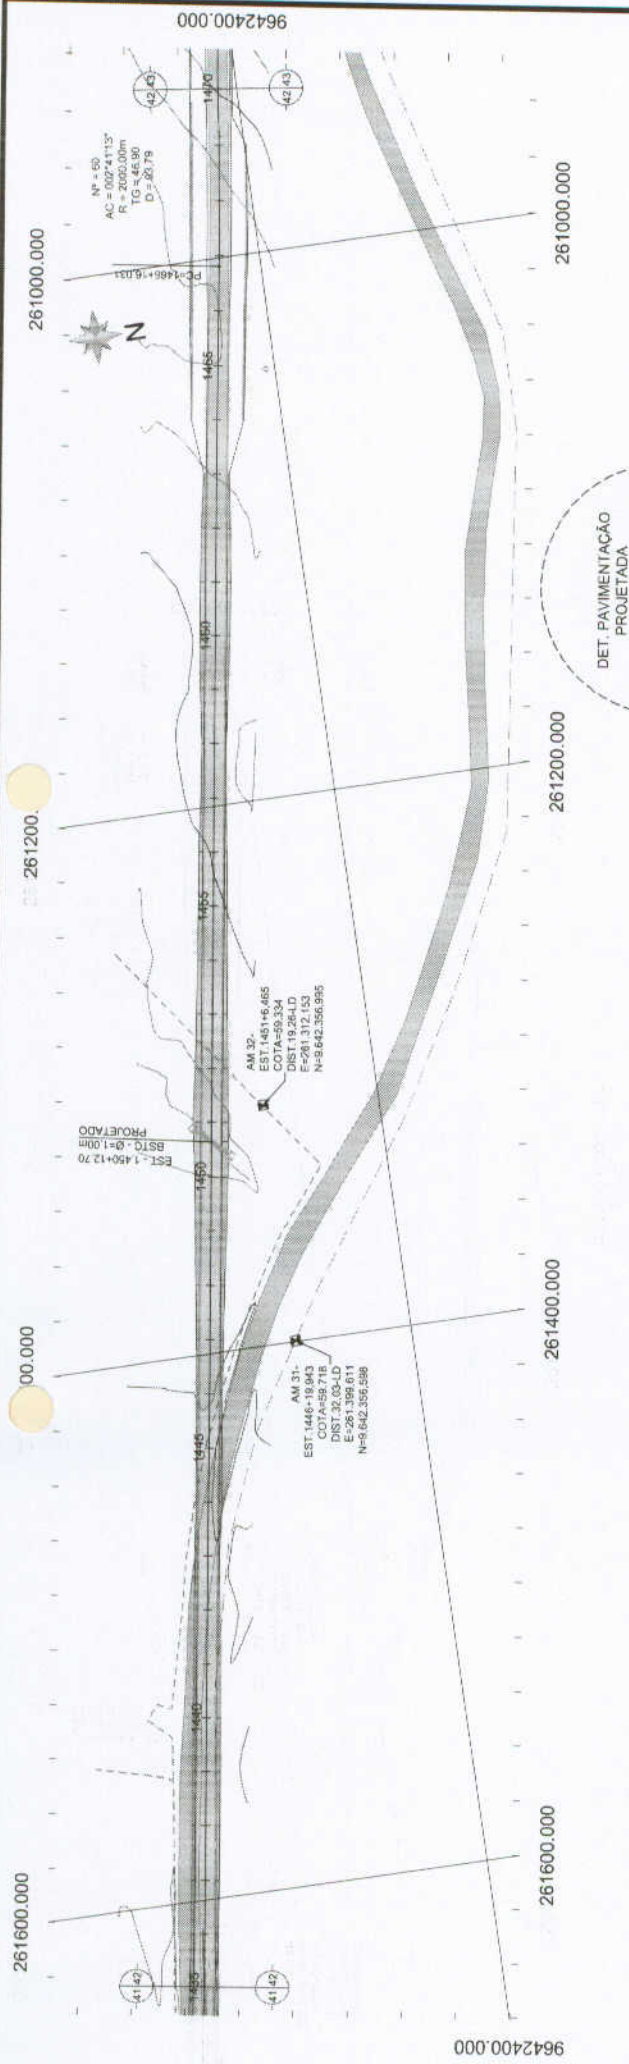 9642400.000
42 43
1470
42 43
Nº = 60
AC = 002°41'13"
R = 2000.00m
TG = 46.90
D = 93.79
PC=1466+16.031
261000.000
261000.000
N
1465
1460
DET. PAVIMENTAÇÃO
PROJETADA
261200.
261200.000
1455
AM 32-
EST.1451+6,465
COTA=59.334
DIST.19,26-LD
E=261.312,153
N=9.642.356,995
EST.- 1.450+12.70
BSTC - Ø=1,00m
PROJETADO
1450
00.000
261400.000
AM 31-
EST.1446+19,943
COTA=59.718
DIST.32,03-LD
E=261.399,611
N=9.642.356,598
1445
1440
261600.000
261600.000
41 42
1435
41 42
9642400.000